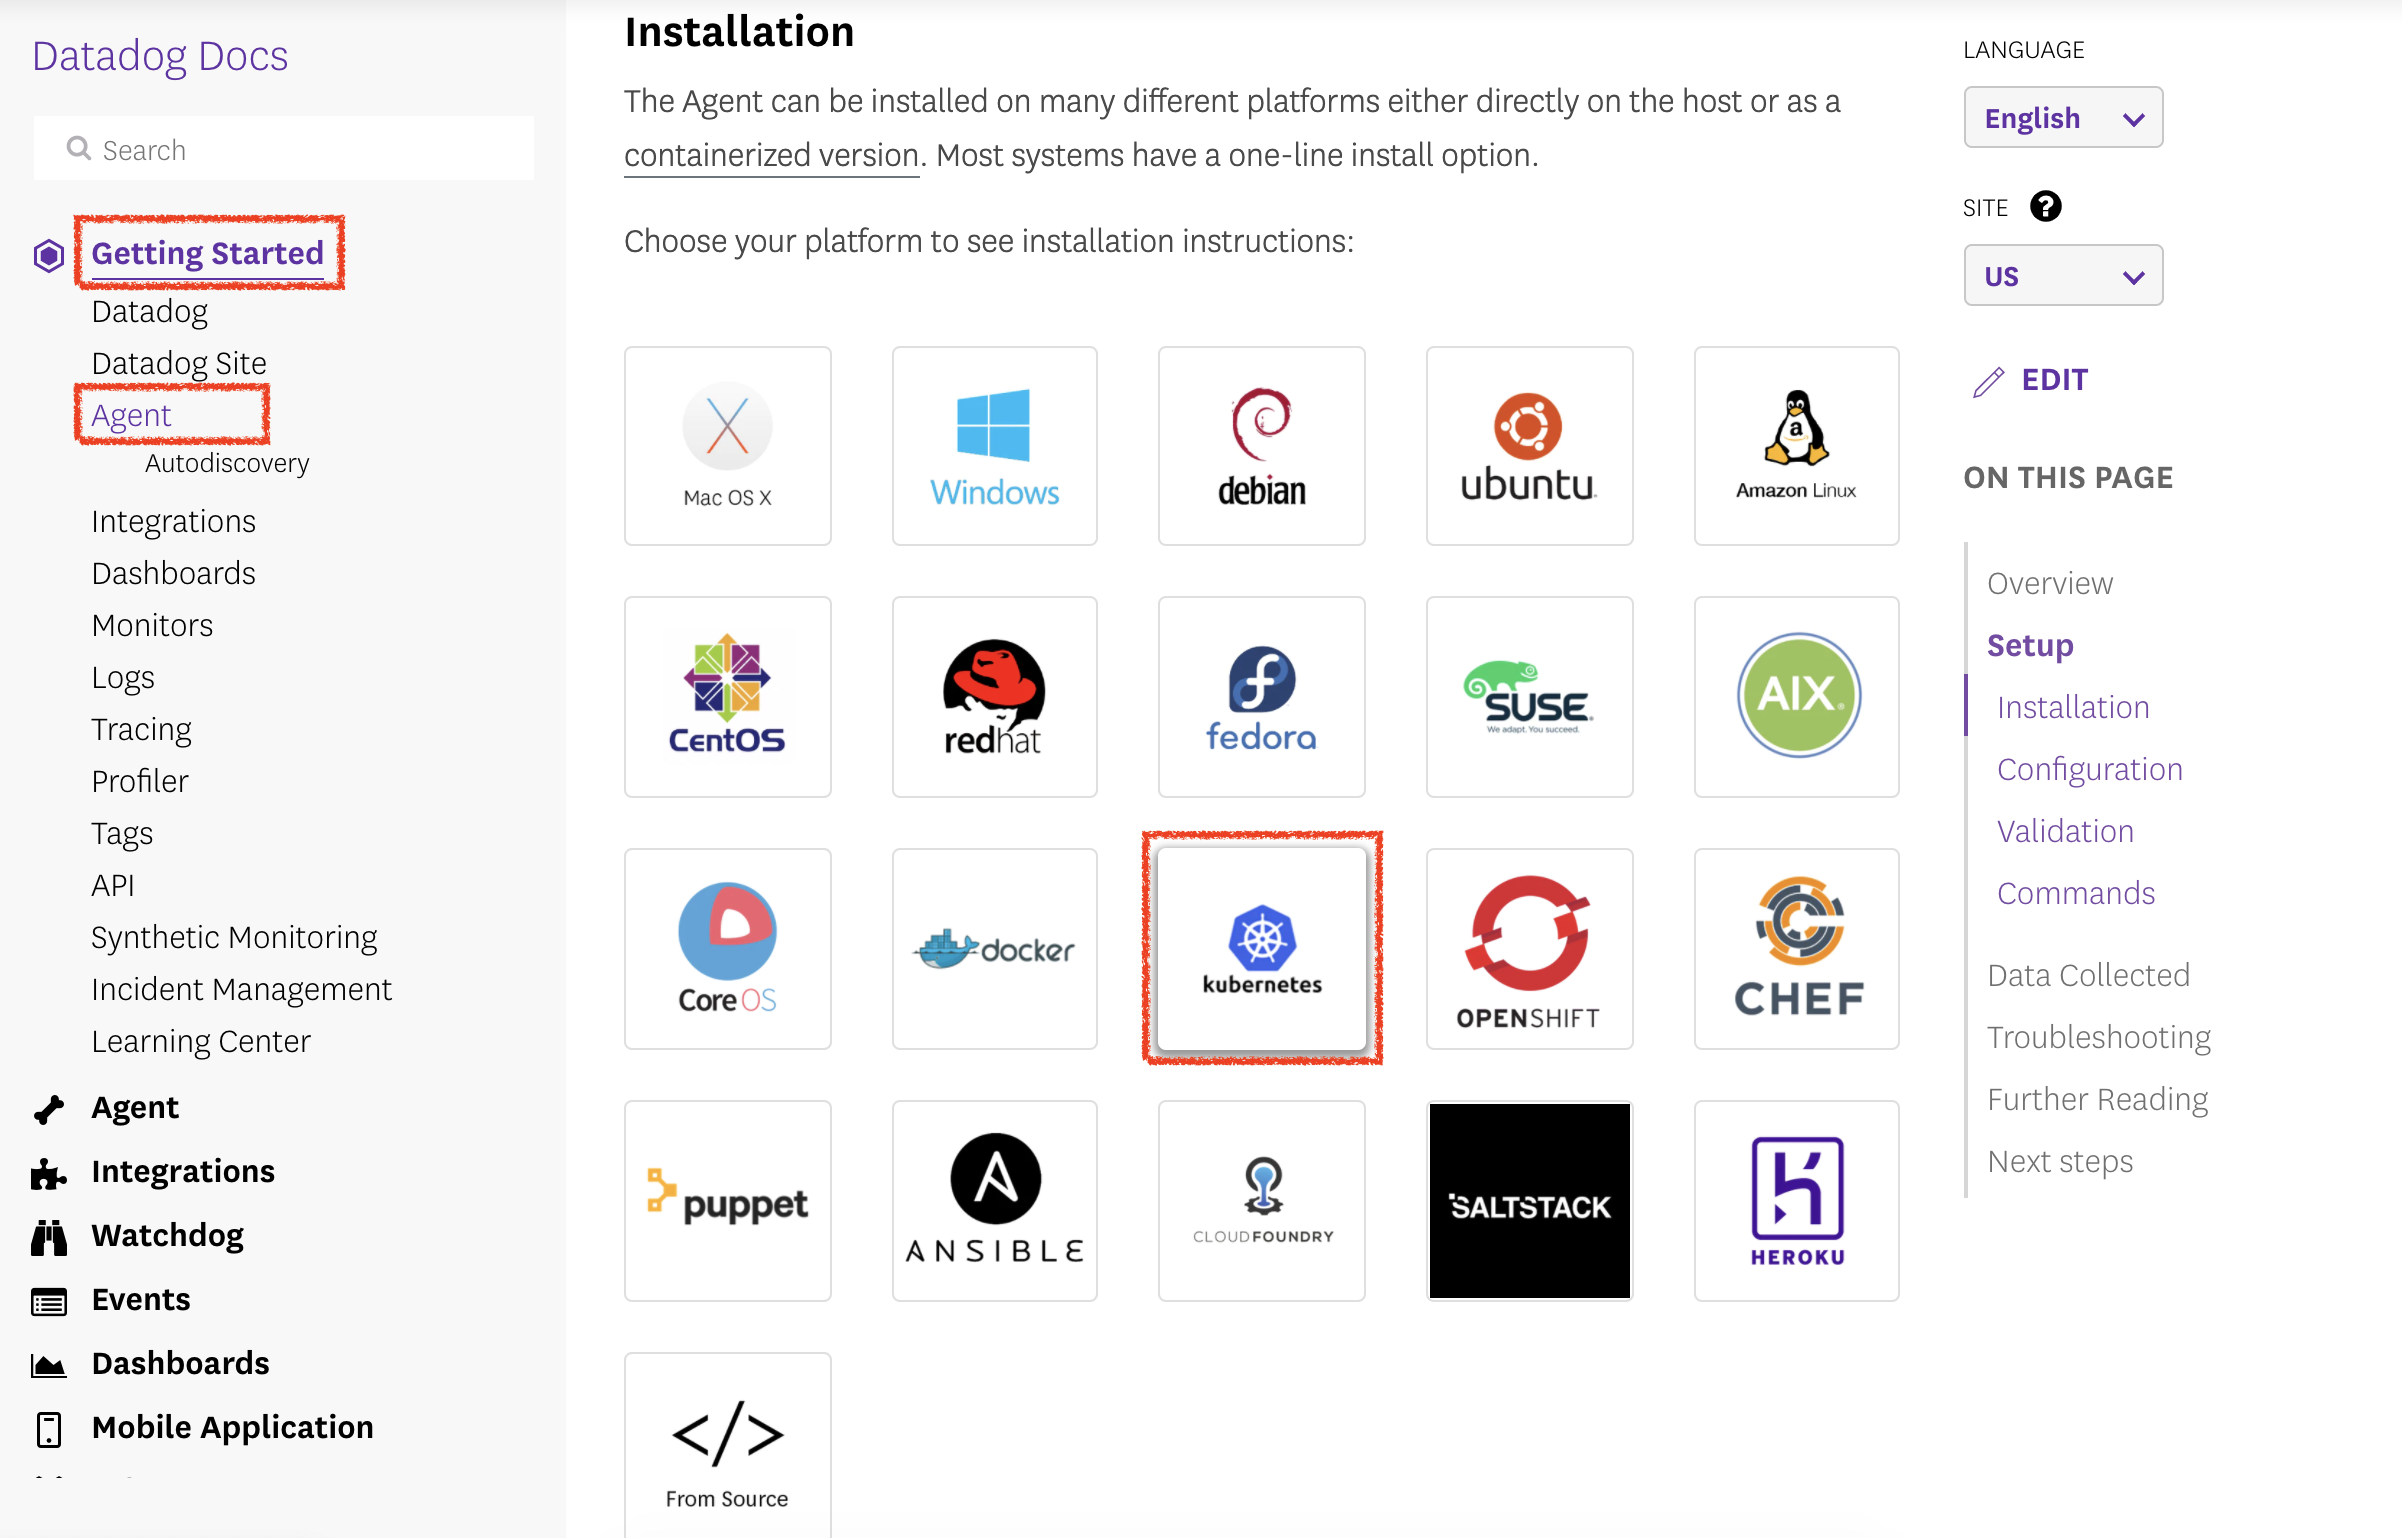 Datadog Docs
Search
Getting Started
Datadog
Datadog Site
Agent
Autodiscovery
Integrations
Dashboards
Monitors
Logs
Tracing
Profiler
Tags
API
Synthetic Monitoring
Incident Management
Learning Center
Agent
Integrations
Watchdog
Events
Dashboards
Mobile Application
Installation
The Agent can be installed on many different platforms either directly on the host or as a
containerized version. Most systems have a one-line install option.
Choose your platform to see installation instructions:
Mac OS X
Windows
debian
ubuntu
a
Amazon Linux
CentOS
redhat
fedora
SUSE
We adapt. You succeed.
AIX
CoreOS
docker
kubernetes
OPENSHIFT
CHEF
puppet
ANSIBLE
CLOUDFOUNDRY
SALTSTACK
HEROKU
</>
From Source
LANGUAGE
English
SITE ?
US
EDIT
ON THIS PAGE
Overview
Setup
Installation
Configuration
Validation
Commands
Data Collected
Troubleshooting
Further Reading
Next steps